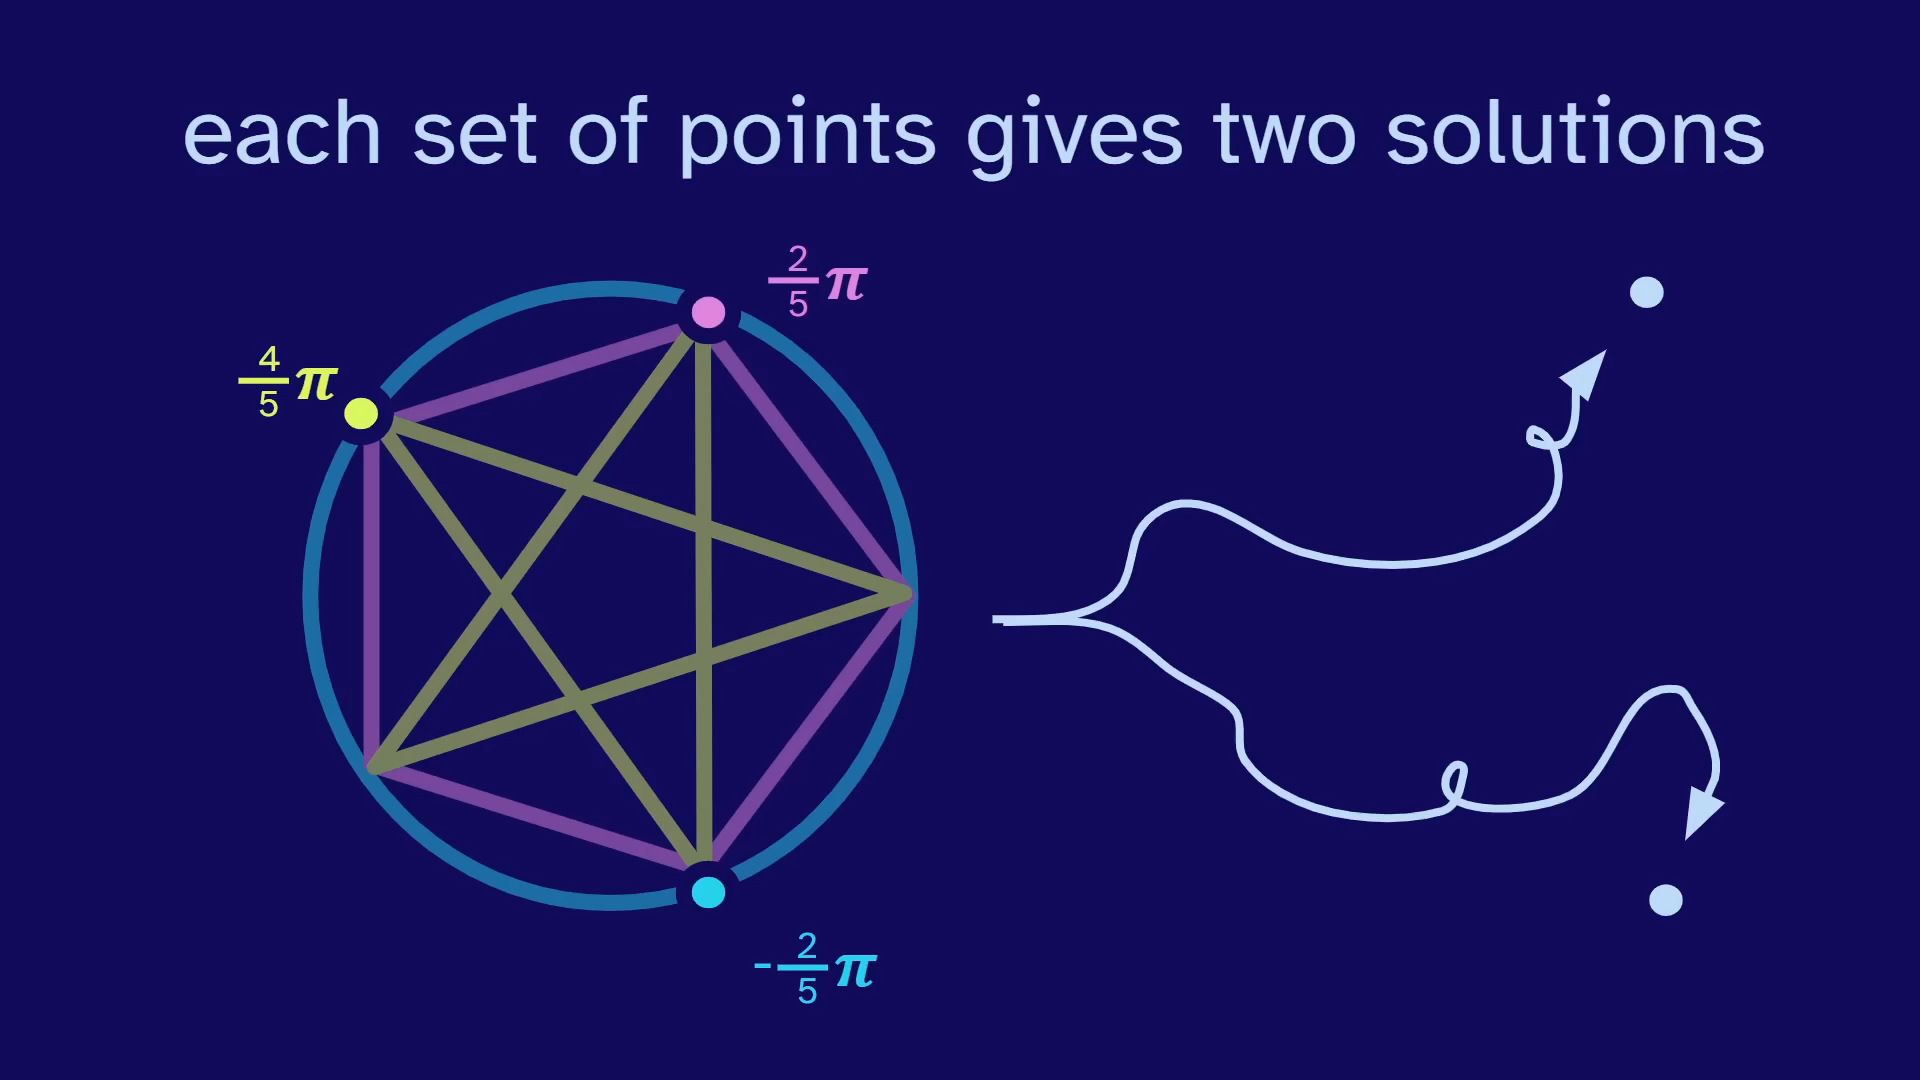 each set of points gives two solutions
2/5 π
4/5 π
-2/5 π